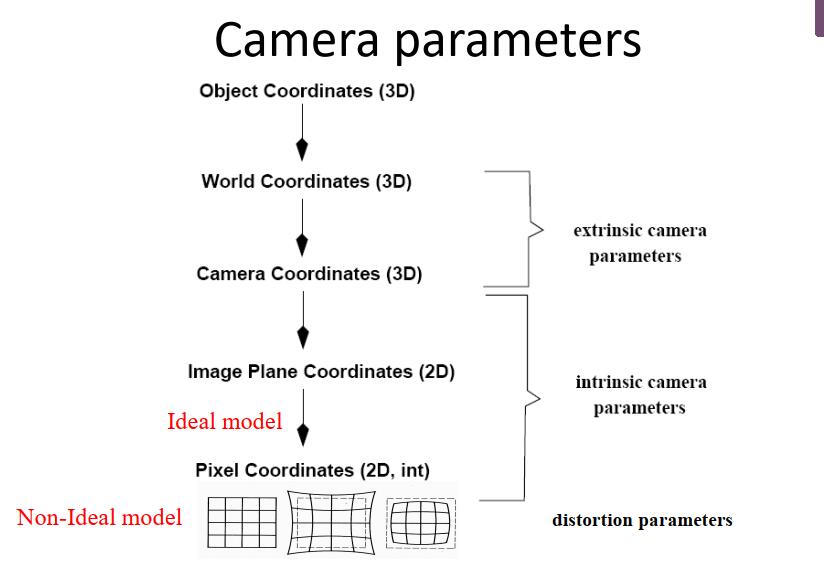 Camera parameters
Object Coordinates (3D)
World Coordinates (3D)
extrinsic camera
parameters
Camera Coordinates (3D)
Image Plane Coordinates (2D)
intrinsic camera
parameters
Ideal model
Pixel Coordinates (2D, int)
Non-Ideal model
distortion parameters